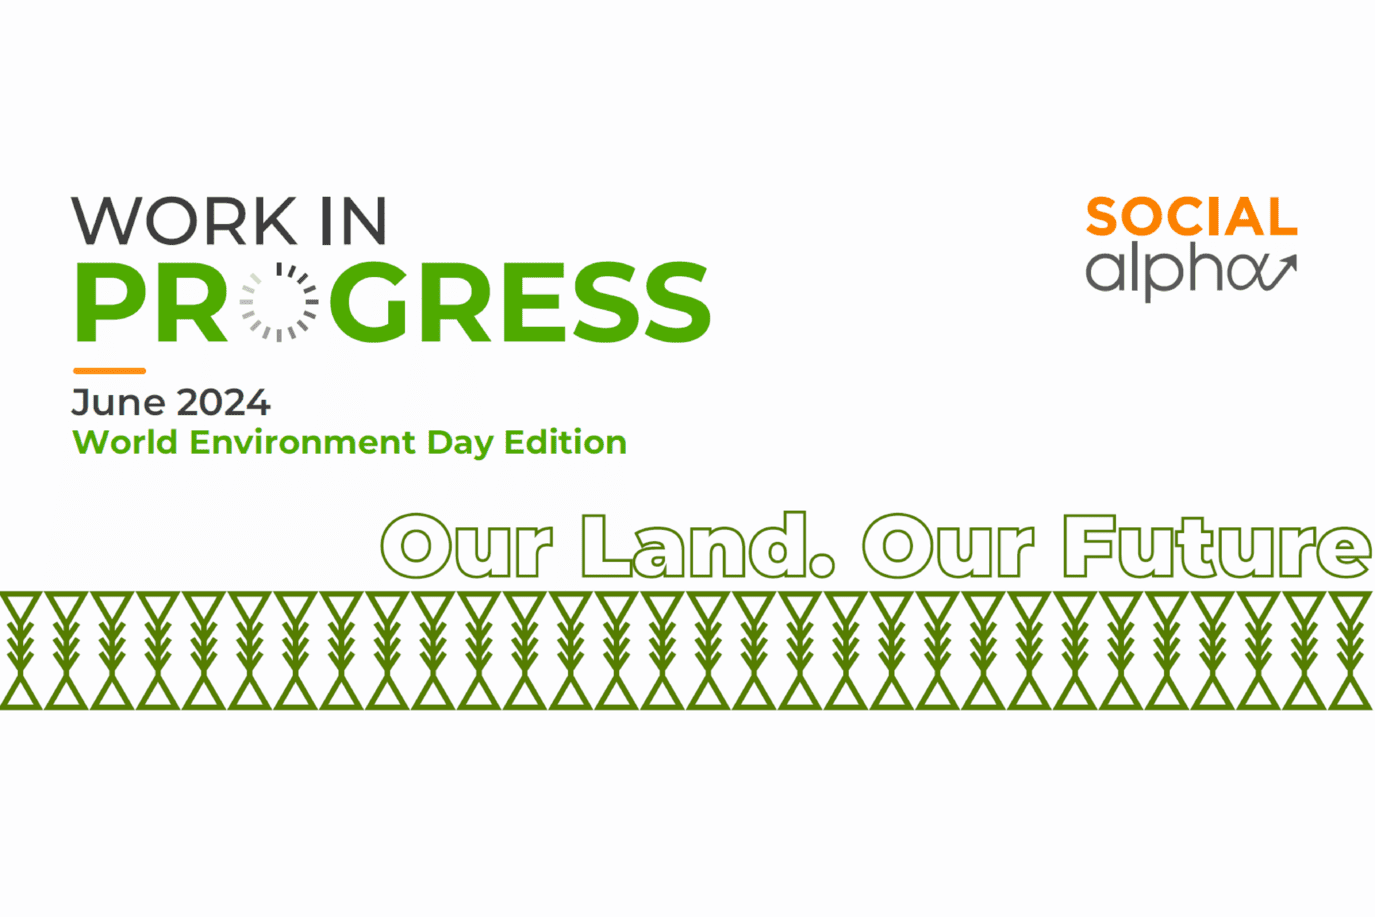 WORK IN
PROGRESS
June 2024
World Environment Day Edition
SOCIAL
alpha
Our Land. Our Future